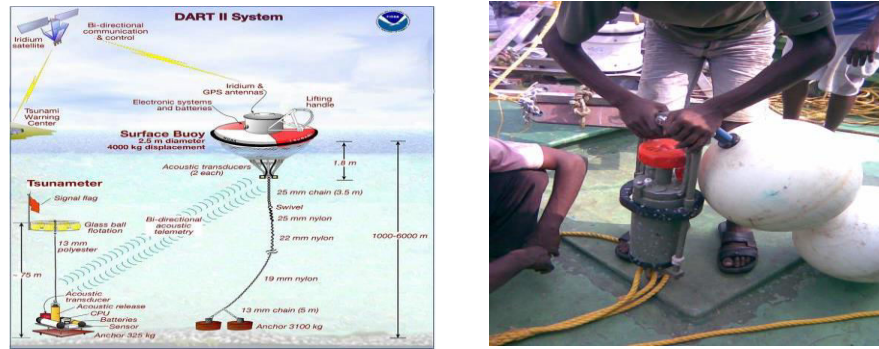 DART II System
Iridium
satellite
Bi-directional
communication
& control
Iridium &
GPS antennas
Electronic systems
and batteries
Lifting
handle
Tsunami
Warning
Center
Surface Buoy
2.5 m diameter
4000 kg displacement
1.8 m
Acoustic transducers
(2 each)
Tsunameter
Signal flag
25 mm chain (3.5 m)
Swivel
25 mm nylon
Glass ball
flotation
Bi-directional
acoustic
telemetry
22 mm nylon
1000-6000 m
13 mm
polyester
~ 75 m
19 mm nylon
Acoustic
transducer
Acoustic release
CPU
Batteries
Sensor
Anchor 325 kg
13 mm chain (5 m)
Anchor 3100 kg